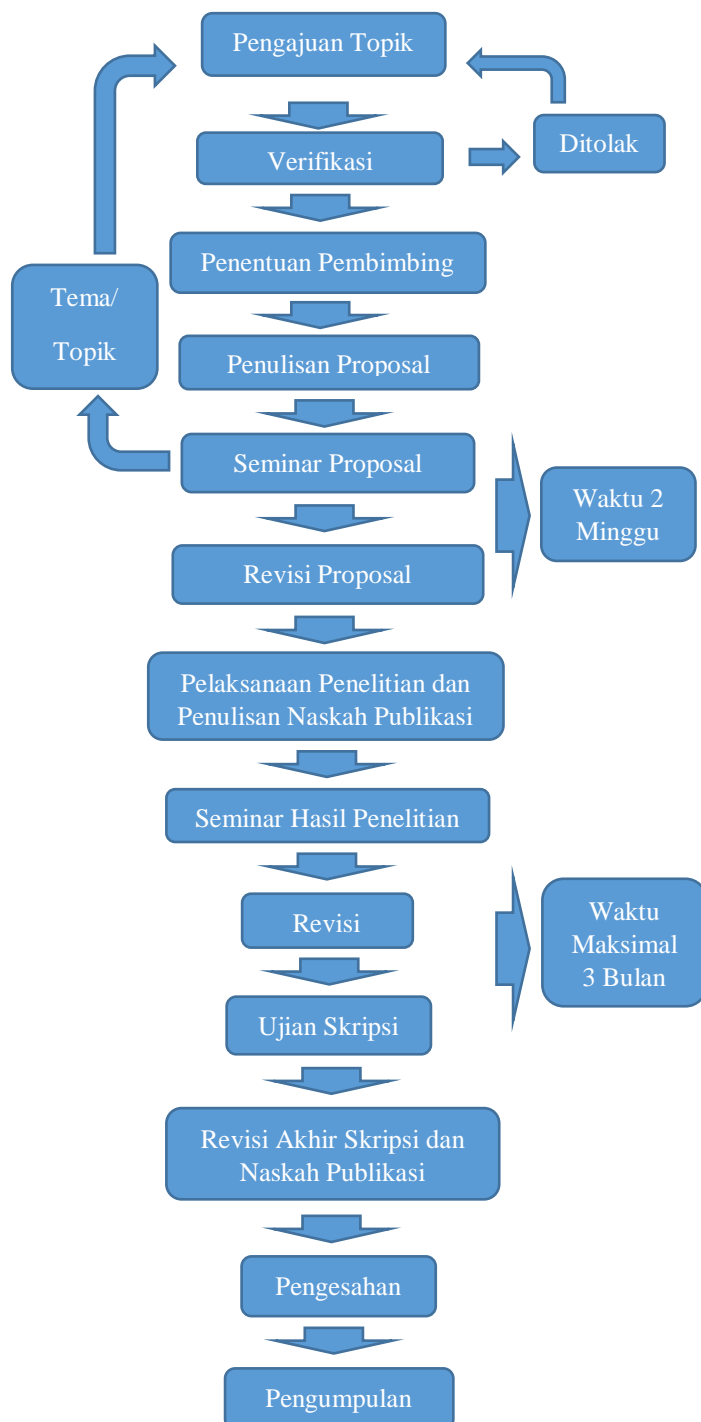 Pengajuan Topik
Verifikasi
Ditolak
Penentuan Pembimbing
Tema/
Topik
Penulisan Proposal
Seminar Proposal
Waktu 2
Minggu
Revisi Proposal
Pelaksanaan Penelitian dan
Penulisan Naskah Publikasi
Seminar Hasil Penelitian
Revisi
Waktu
Maksimal
3 Bulan
Ujian Skripsi
Revisi Akhir Skripsi dan
Naskah Publikasi
Pengesahan
Pengumpulan